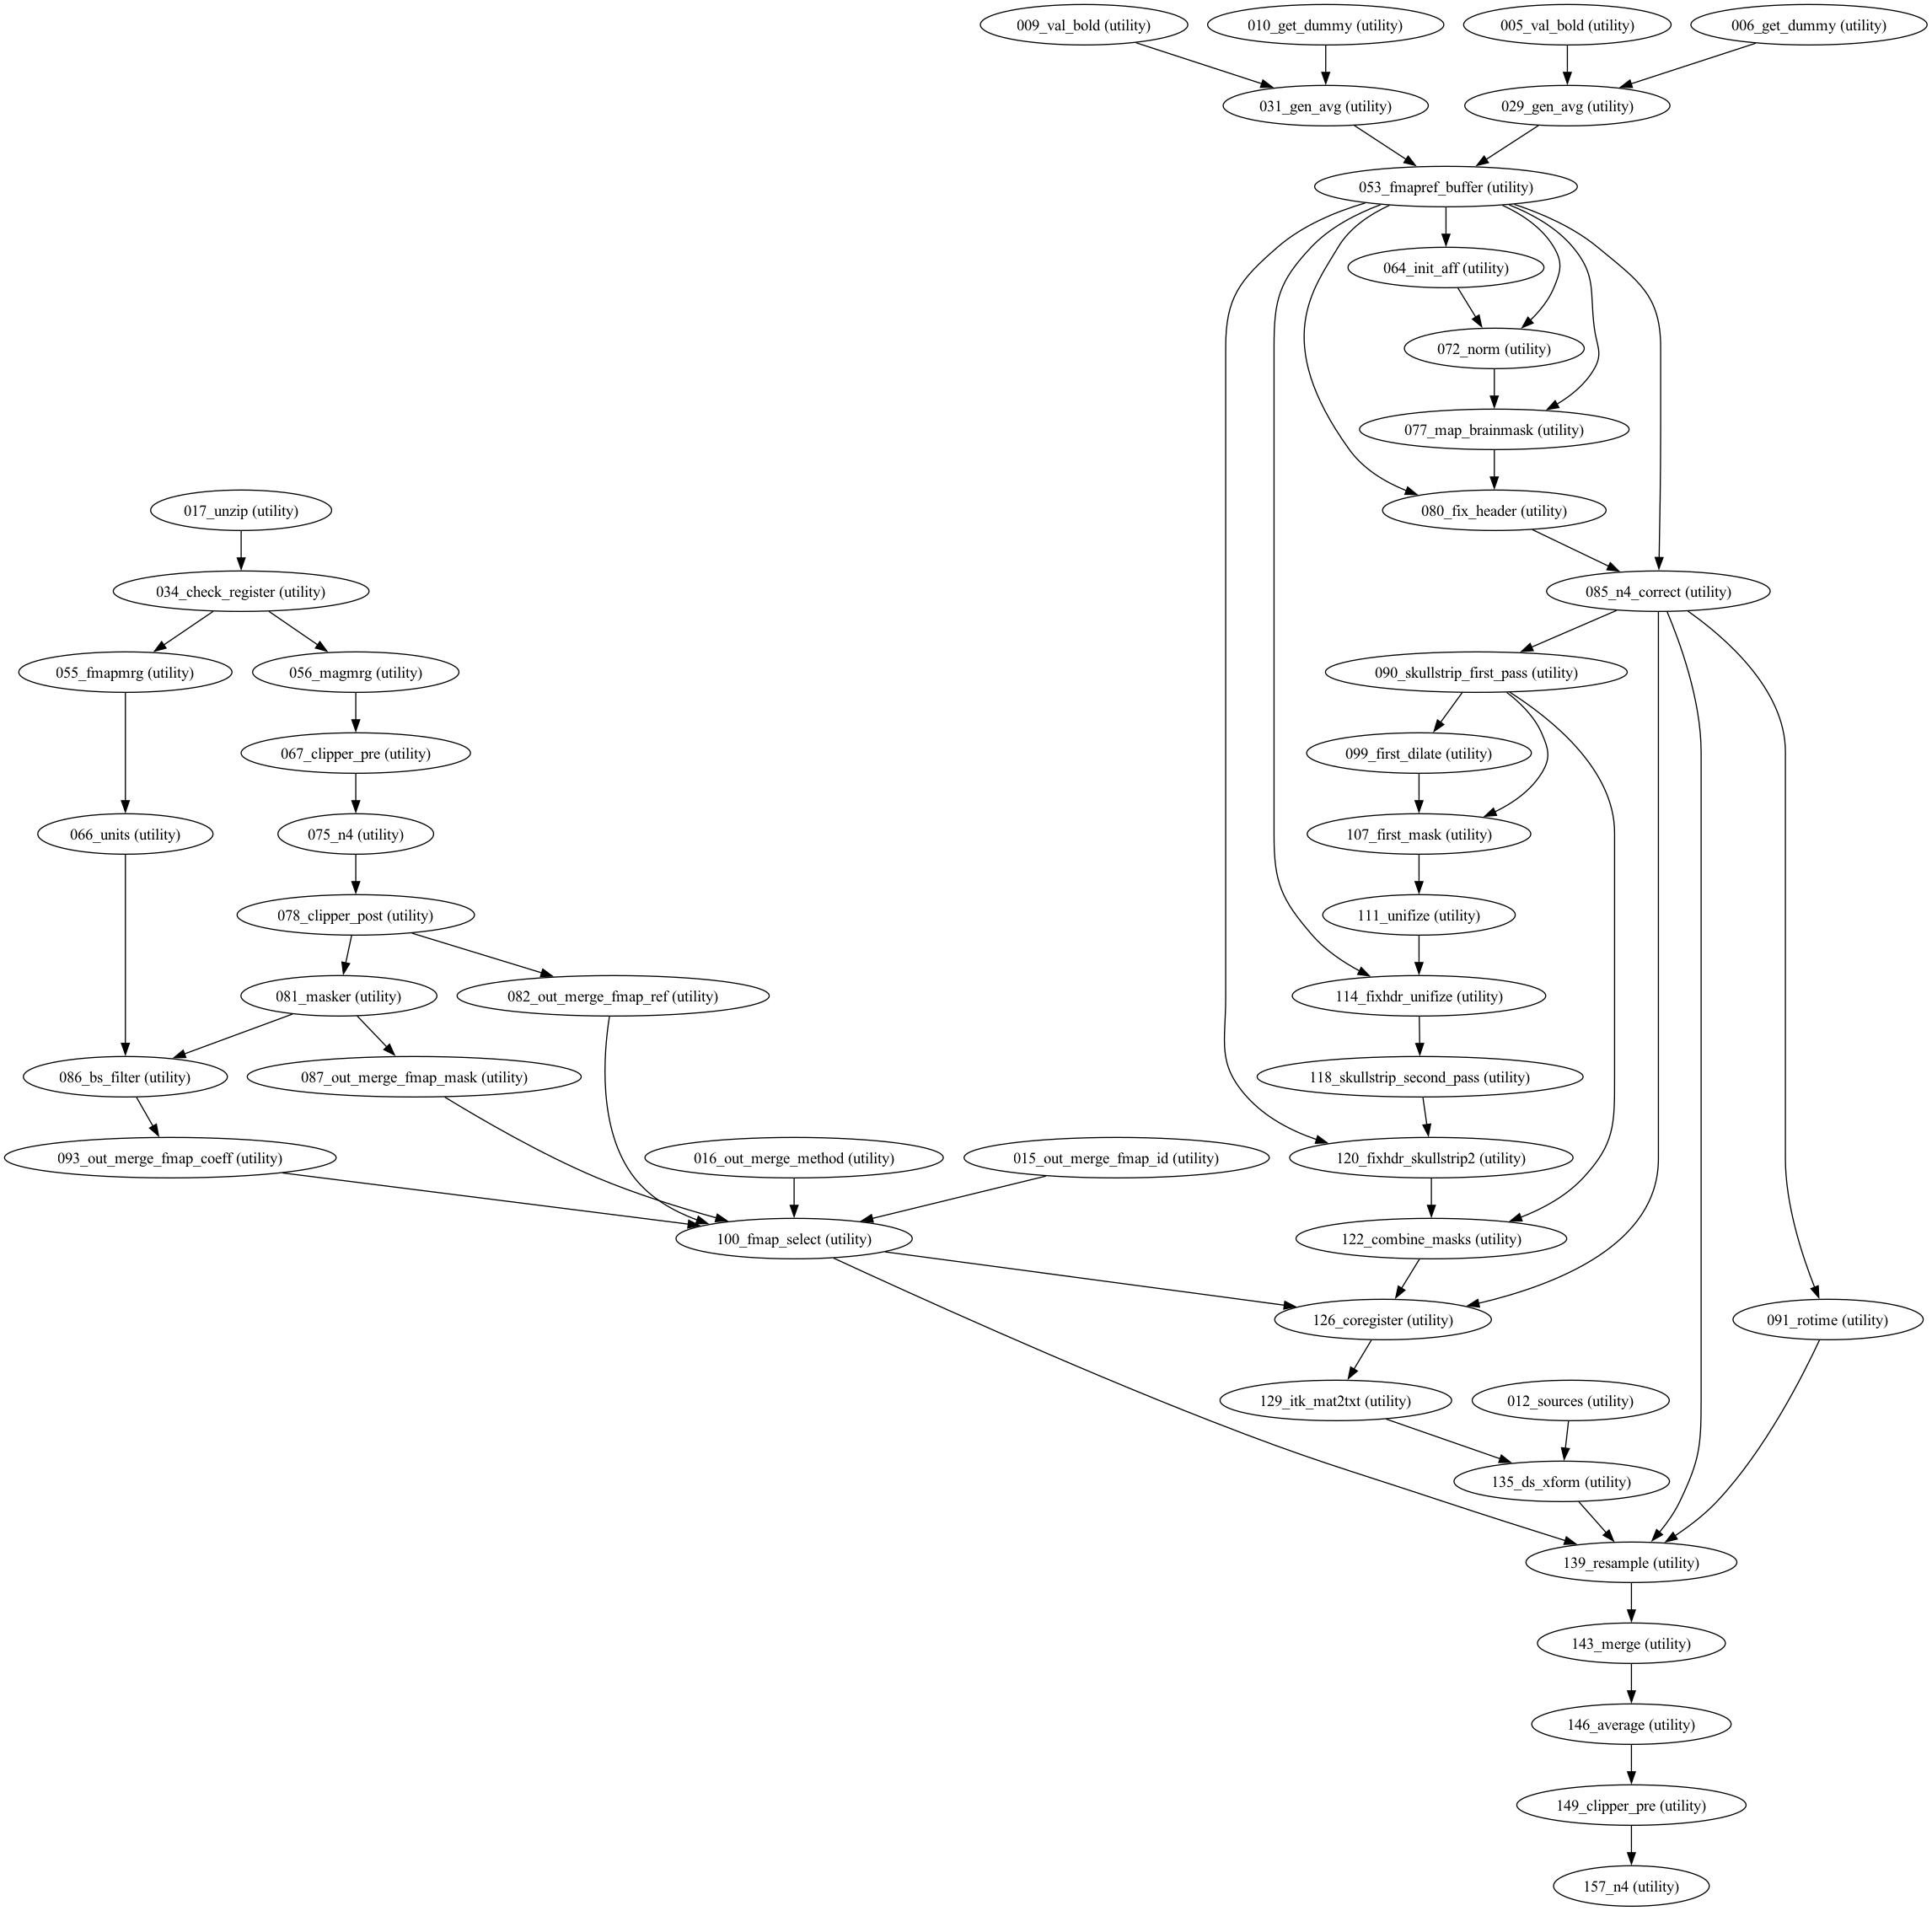 009_val_bold (utility)
010_get_dummy (utility)
005_val_bold (utility)
006_get_dummy (utility)
031_gen_avg (utility)
029_gen_avg (utility)
053_fmapref_buffer (utility)
064_init_aff (utility)
072_norm (utility)
077_map_brainmask (utility)
017_unzip (utility)
080_fix_header (utility)
034_check_register (utility)
085_n4_correct (utility)
055_fmapmrg (utility)
056_magmrg (utility)
090_skullstrip_first_pass (utility)
067_clipper_pre (utility)
099_first_dilate (utility)
066_units (utility)
075_n4 (utility)
107_first_mask (utility)
078_clipper_post (utility)
111_unifize (utility)
081_masker (utility)
082_out_merge_fmap_ref (utility)
114_fixhdr_unifize (utility)
086_bs_filter (utility)
087_out_merge_fmap_mask (utility)
118_skullstrip_second_pass (utility)
093_out_merge_fmap_coeff (utility)
016_out_merge_method (utility)
015_out_merge_fmap_id (utility)
120_fixhdr_skullstrip2 (utility)
100_fmap_select (utility)
122_combine_masks (utility)
126_coregister (utility)
091_rotime (utility)
129_itk_mat2txt (utility)
012_sources (utility)
135_ds_xform (utility)
139_resample (utility)
143_merge (utility)
146_average (utility)
149_clipper_pre (utility)
157_n4 (utility)